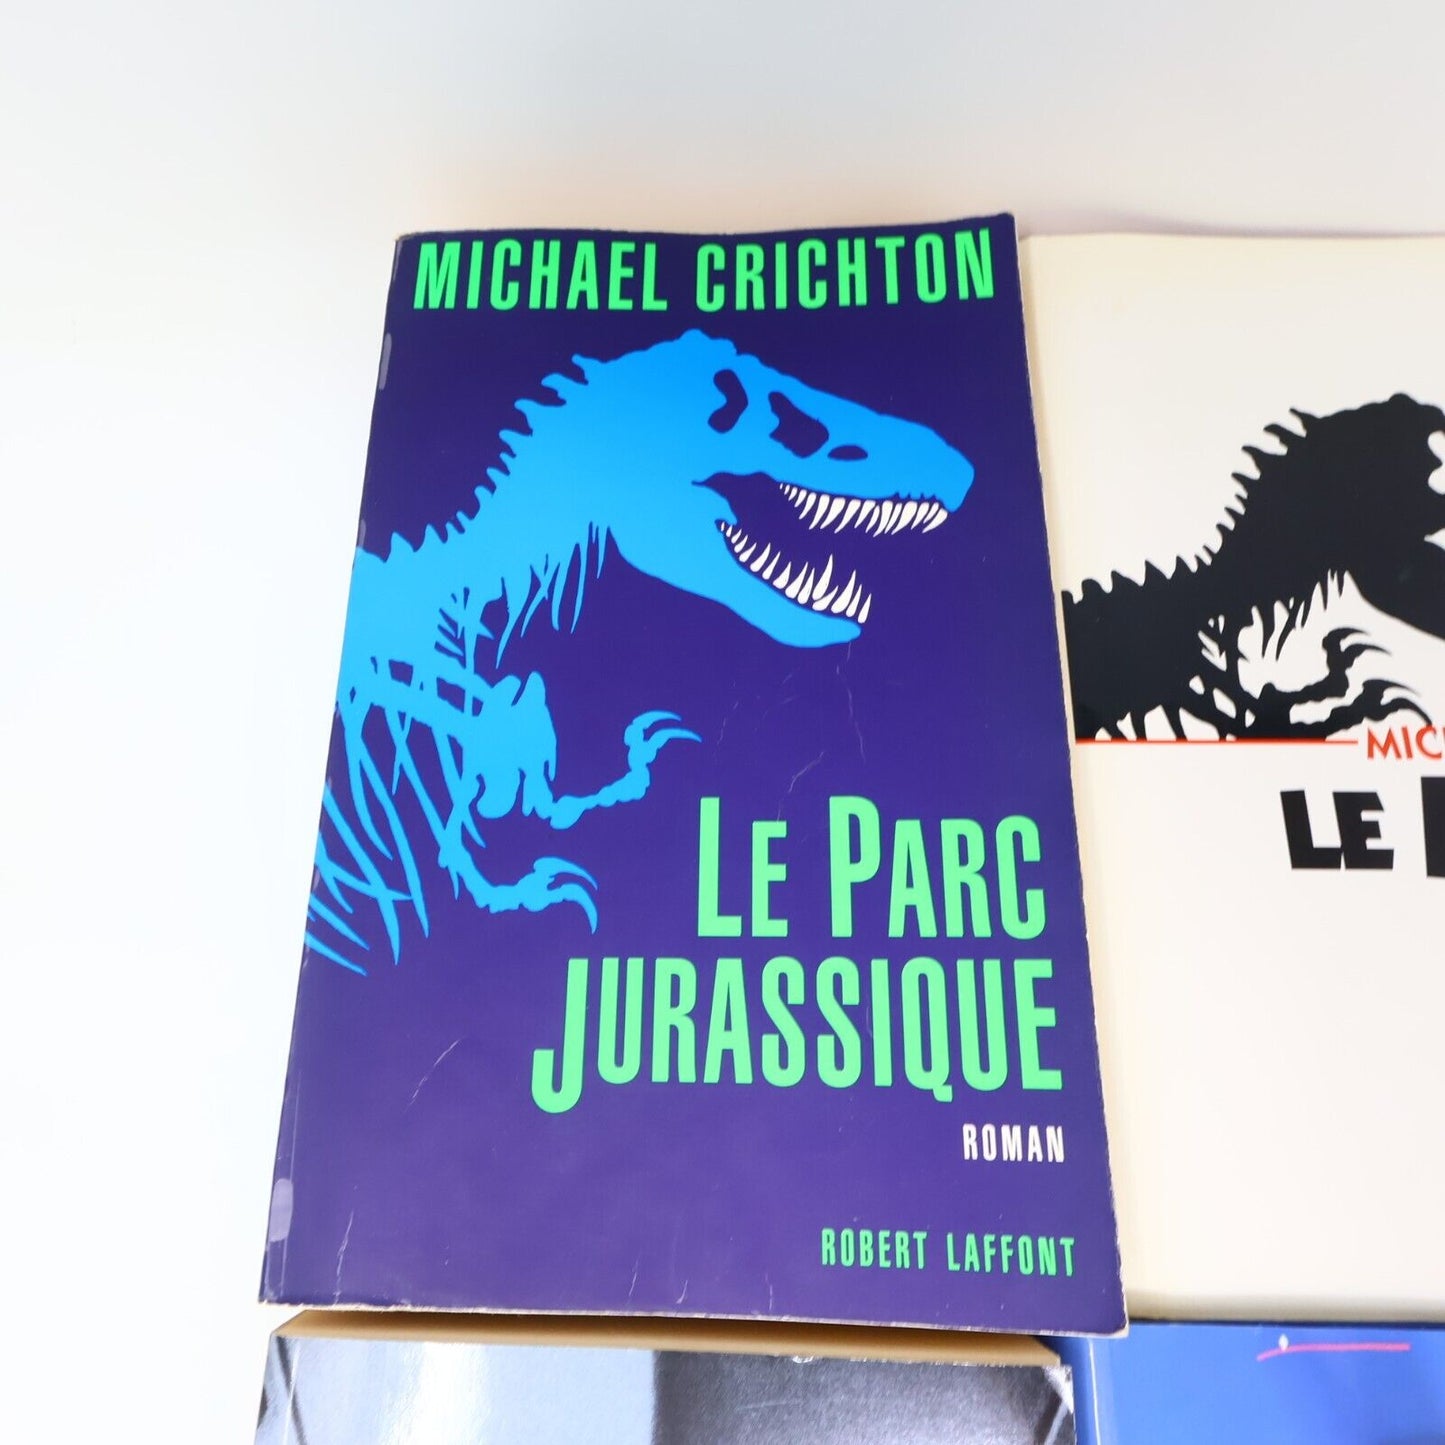 MICHAEL CRICHTON
LE PARC
JURASSIQUE
ROMAN
ROBERT LAFFONT
LE